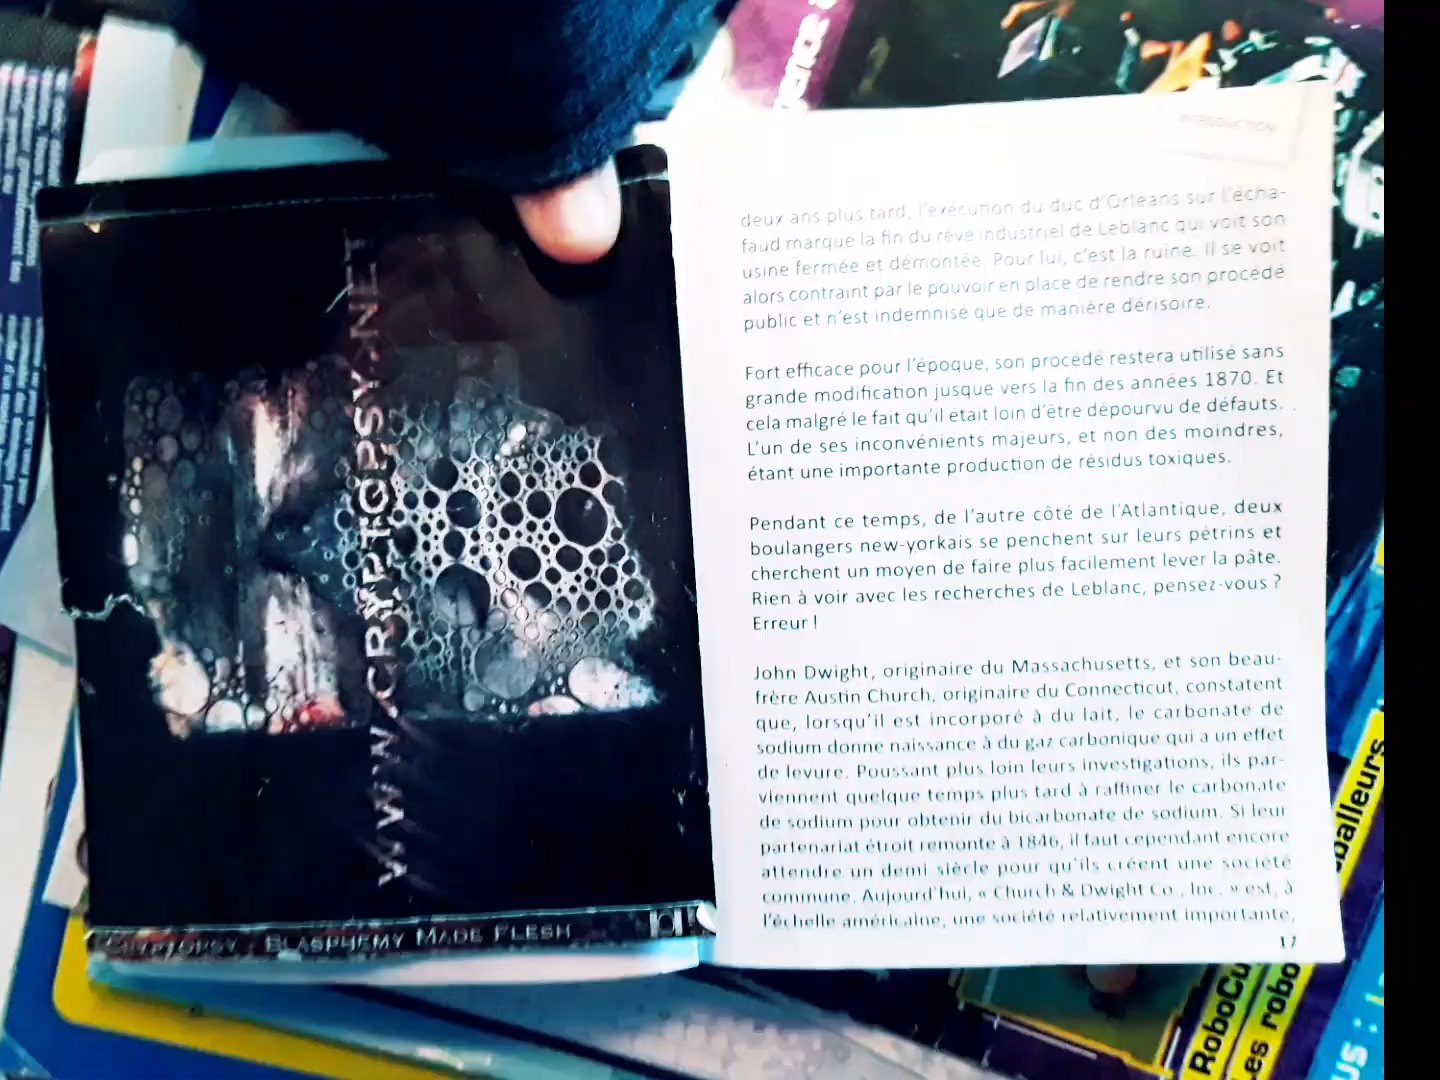 WWW.CRYPTOPSY.NET
CRYPTOPSY - BLASPHEMY MADE FLESH
INTRODUCTION
deux ans plus tard, l'exécution du duc d'Orléans sur l'écha-
faud marque la fin du rêve industriel de Leblanc qui voit son
usine fermée et démontée. Pour lui, c'est la ruine. Il se voit
alors contraint par le pouvoir en place de rendre son procédé
public et n'est indemnisé que de manière dérisoire.
Fort efficace pour l'époque, son procédé restera utilisé sans
grande modification jusque vers la fin des années 1870. Et
cela malgré le fait qu'il était loin d'être dépourvu de défauts.
L'un de ses inconvénients majeurs, et non des moindres,
étant une importante production de résidus toxiques.
Pendant ce temps, de l'autre côté de l'Atlantique, deux
boulangers new-yorkais se penchent sur leurs pétrins et
cherchent un moyen de faire plus facilement lever la pâte.
Rien à voir avec les recherches de Leblanc, pensez-vous ?
Erreur !
John Dwight, originaire du Massachusetts, et son beau-
frère Austin Church, originaire du Connecticut, constatent
que, lorsqu'il est incorporé à du lait, le carbonate de
sodium donne naissance à du gaz carbonique qui a un effet
de levure. Poussant plus loin leurs investigations, ils par-
viennent quelque temps plus tard à raffiner le carbonate
de sodium pour obtenir du bicarbonate de sodium. Si leur
partenariat étroit remonte à 1846, il faut cependant encore
attendre un demi siècle pour qu'ils créent une société
commune. Aujourd'hui, « Church & Dwight Co., Inc. » est, à
l'échelle américaine, une société relativement importante,
17
balleurs
RoboCu
Les robo
us :